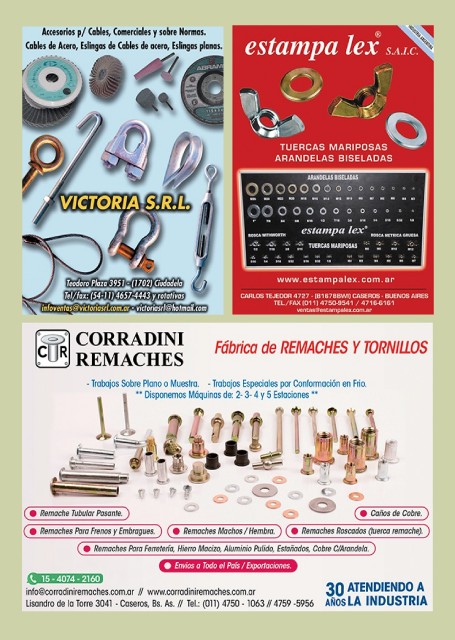 Accesorios p/ Cables, Comerciales y sobre Normas.
Cables de Acero, Eslingas de Cables de acero, Eslingas planas.
VICTORIA S.R.L.
Teodoro Plaza 3951 - (1702) Ciudadela
Tel/fax: (54-11) 4657-4443 y rotativas
infoventas@victoriasrl.com.ar - victoriasrl@hotmail.com
estampa lex® S.A.I.C.
TUERCAS MARIPOSAS
ARANDELAS BISELADAS
ARANDELAS BISELADAS
estampa lex®
ROSCA WITHWORTH
ROSCA METRICA GRUESA
TUERCAS MARIPOSAS
www.estampalex.com.ar
CARLOS TEJEDOR 4727 - (B1678BWI) CASEROS - BUENOS AIRES
TEL./FAX (011) 4750-8541 / 4716-6161
ventas@estampalex.com.ar
CTR
CORRADINI
REMACHES
Fábrica de REMACHES Y TORNILLOS
- Trabajos Sobre Plano o Muestra. - Trabajos Especiales por Conformación en Frio.
** Disponemos Máquinas de: 2- 3- 4 y 5 Estaciones **
Remache Tubular Pasante.
Caños de Cobre.
Remaches Para Frenos y Embragues.
Remaches Machos / Hembra.
Remaches Roscados (tuerca remache).
Remaches Para Ferretería, Hierro Macizo, Aluminio Pulido, Estañados, Cobre C/Arandela.
Envios a Todo el País / Exportaciones.
15 - 4074 - 2160
info@corradiniremaches.com.ar // www.corradiniremaches.com.ar
Lisandro de la Torre 3041 - Caseros, Bs. As. // Tel.: (011) 4750 - 1063 // 4759 -5956
30 AÑOS ATENDIENDO A LA INDUSTRIA